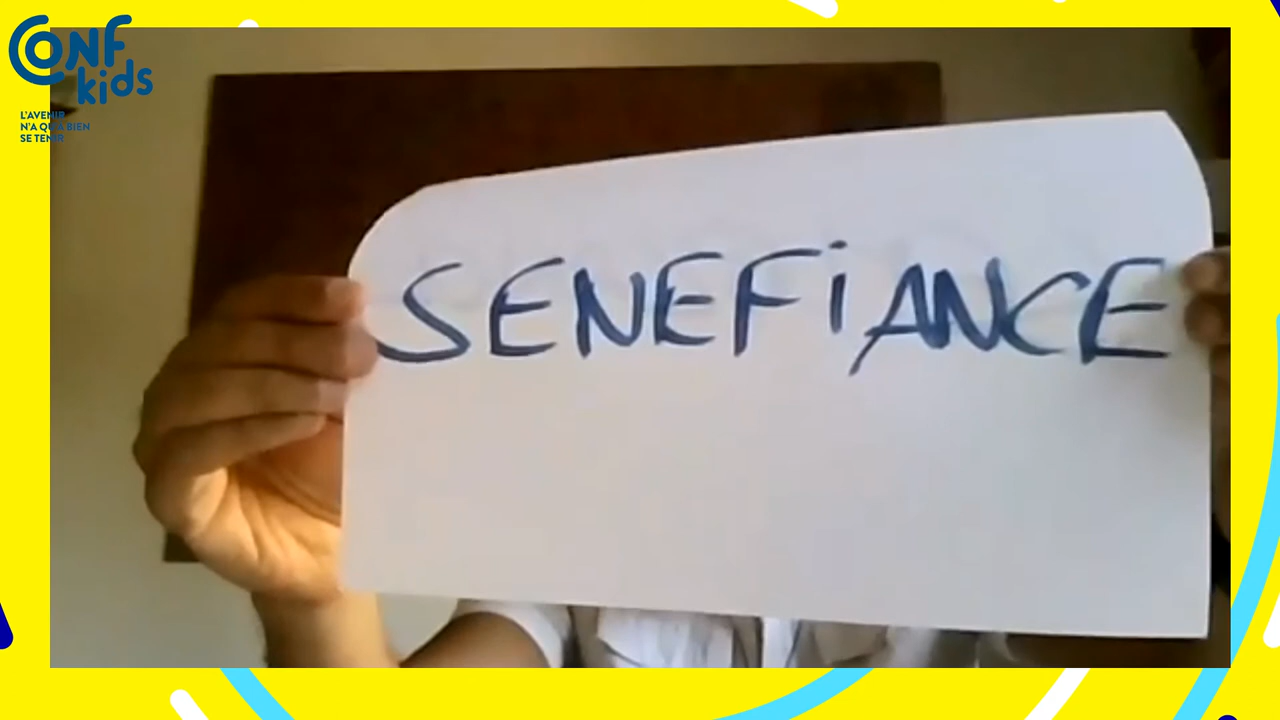 CONF
kids
L'AVENIR
N'A QU'À BIEN
SE TENIR
SENEFiANCE